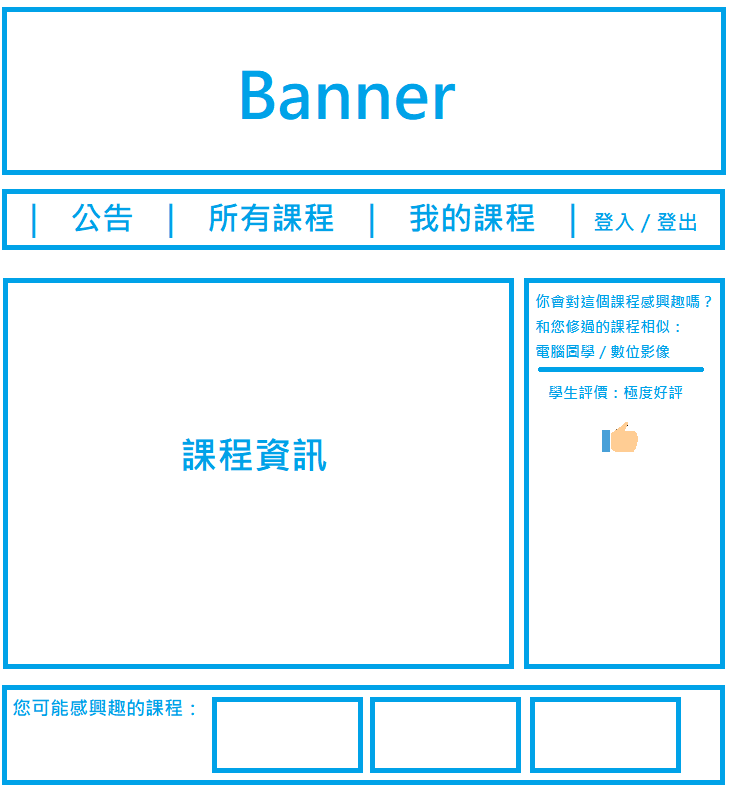 Banner
| 公告 | 所有課程 | 我的課程 | 登入 / 登出
你會對這個課程感興趣嗎？
和您修過的課程相似：
電腦圖學 / 數位影像
學生評價：極度好評
課程資訊
您可能感興趣的課程：